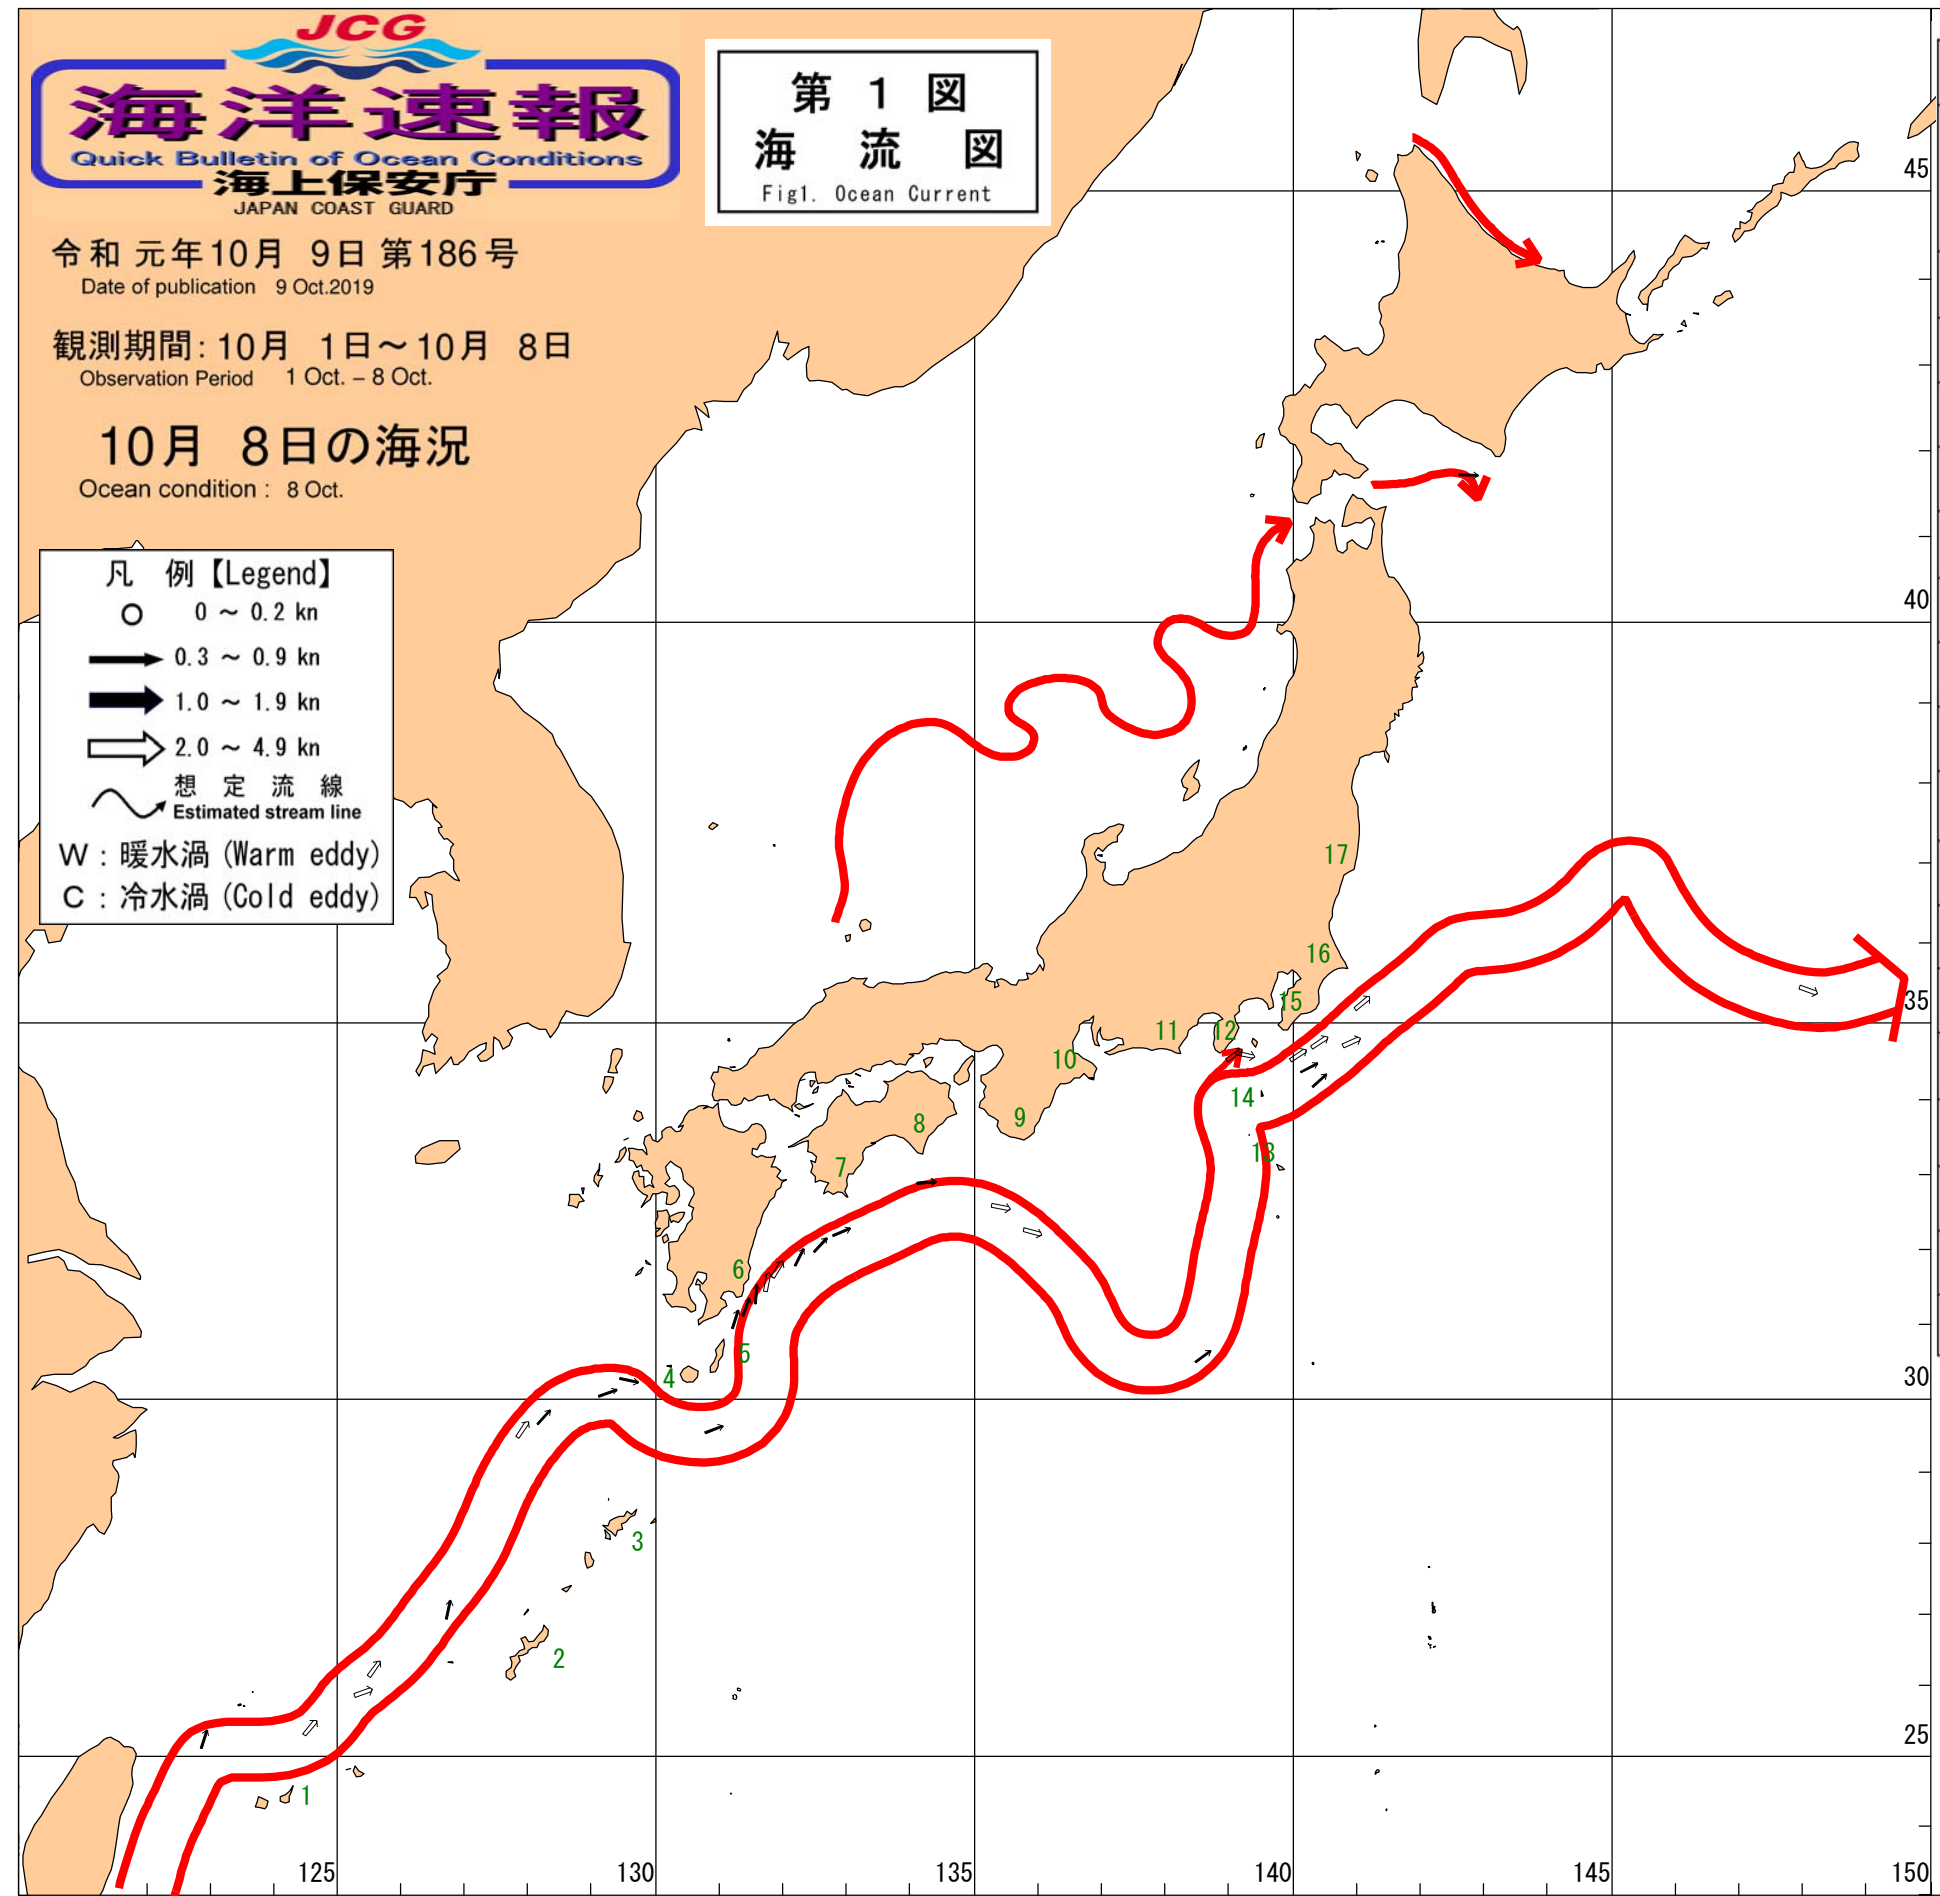 JCG
海洋速報
Quick Bulletin of Ocean Conditions
海上保安庁
JAPAN COAST GUARD
第 1 図
海 流 図
Fig1. Ocean Current
令和 元年10月 9日 第186号
Date of publication 9 Oct.2019
観測期間:10月 1日~10月 8日
Observation Period 1 Oct. – 8 Oct.
10月 8日の海況
Ocean condition : 8 Oct.
凡 例【Legend】
0 ~ 0.2 kn
0.3 ~ 0.9 kn
1.0 ~ 1.9 kn
2.0 ~ 4.9 kn
想 定 流 線
Estimated stream line
W : 暖水渦 (Warm eddy)
C : 冷水渦 (Cold eddy)
45
40
17
16
35
15
12
11
10
14
9
8
13
7
6
5
4
30
3
2
25
1
125
130
135
140
145
150